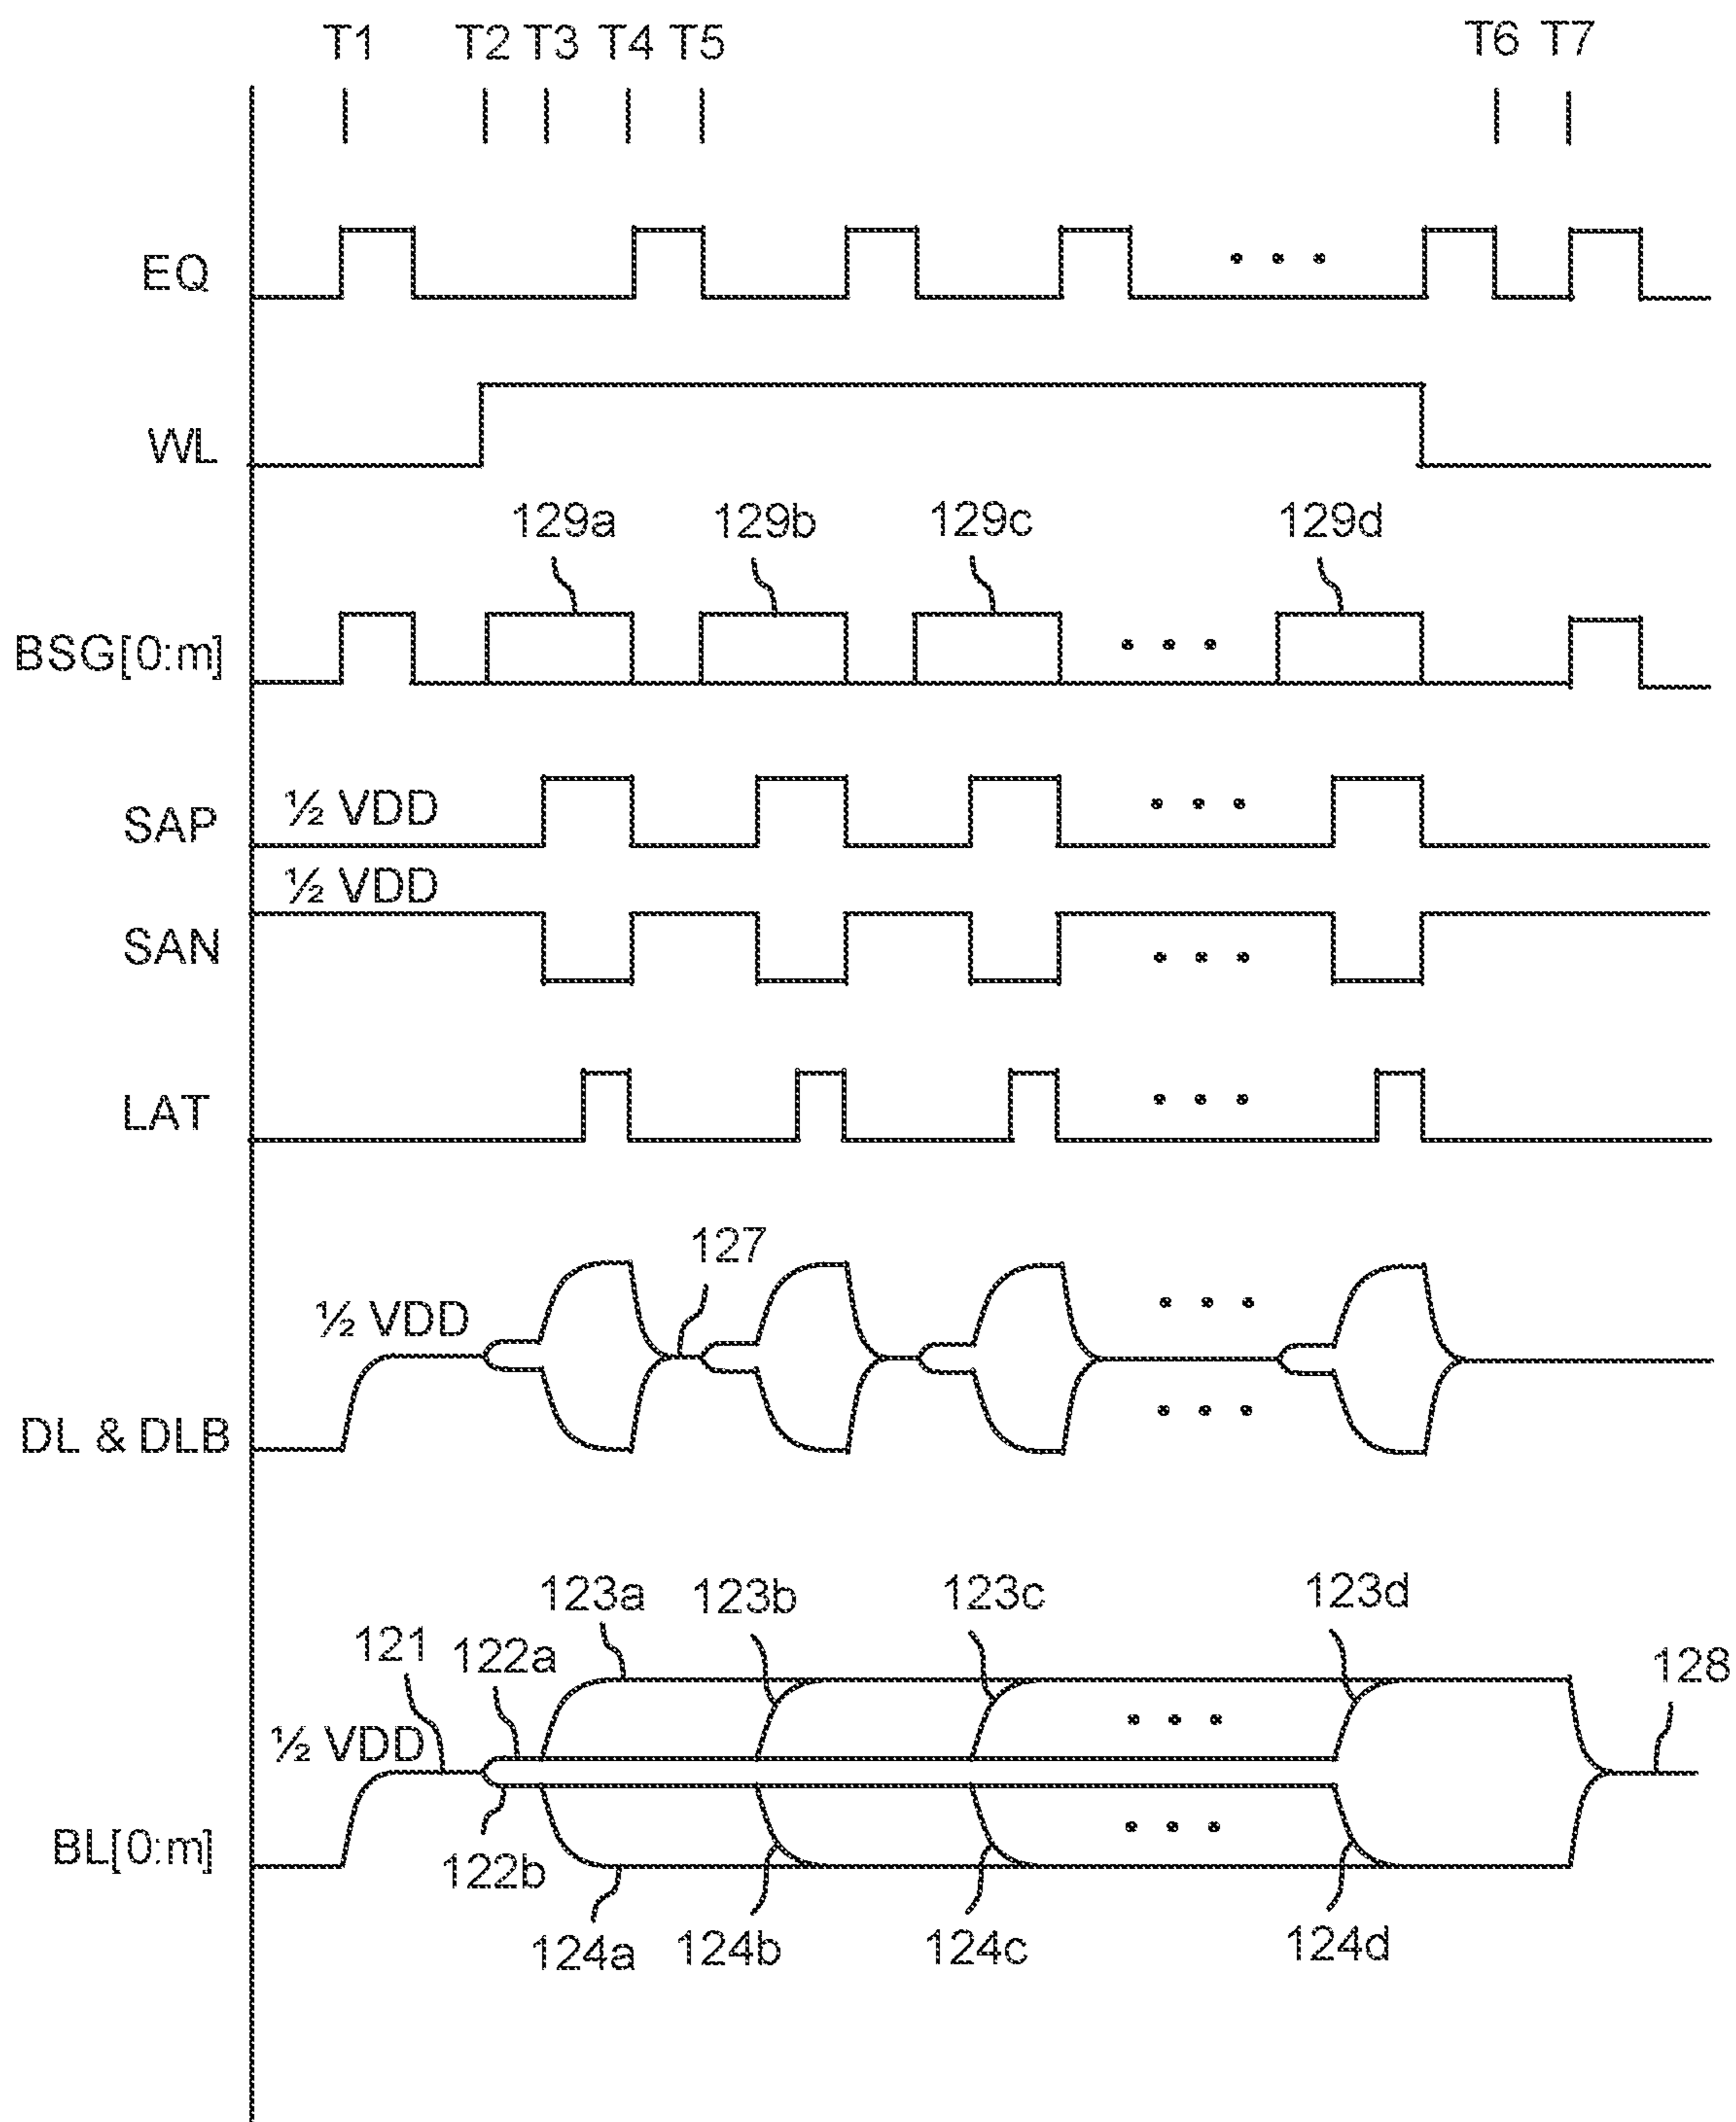 T1 T2 T3 T4 T5 T6 T7
EQ
WL
129a 129b 129c 129d
BSG[0:m]
½ VDD
SAP
½ VDD
SAN
LAT
127
½ VDD
DL & DLB
123a 123b 123c 123d
121 122a 128
½ VDD
BL[0:m]
122b
124a 124b 124c 124d